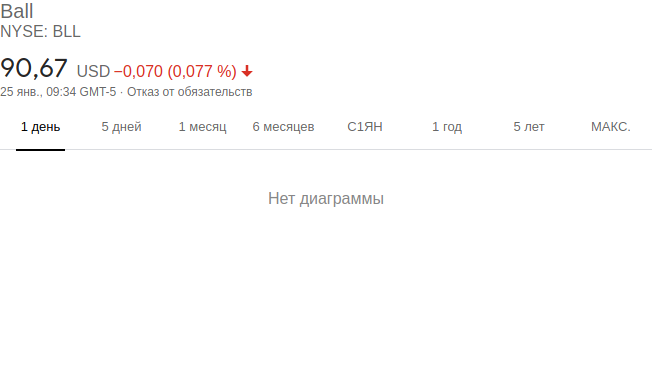 Ball
NYSE: BLL
90,67 USD −0,070 (0,077 %)
25 янв., 09:34 GMT-5 · Отказ от обязательств
1 день 5 дней 1 месяц 6 месяцев С1ЯН 1 год 5 лет МАКС.
Нет диаграммы